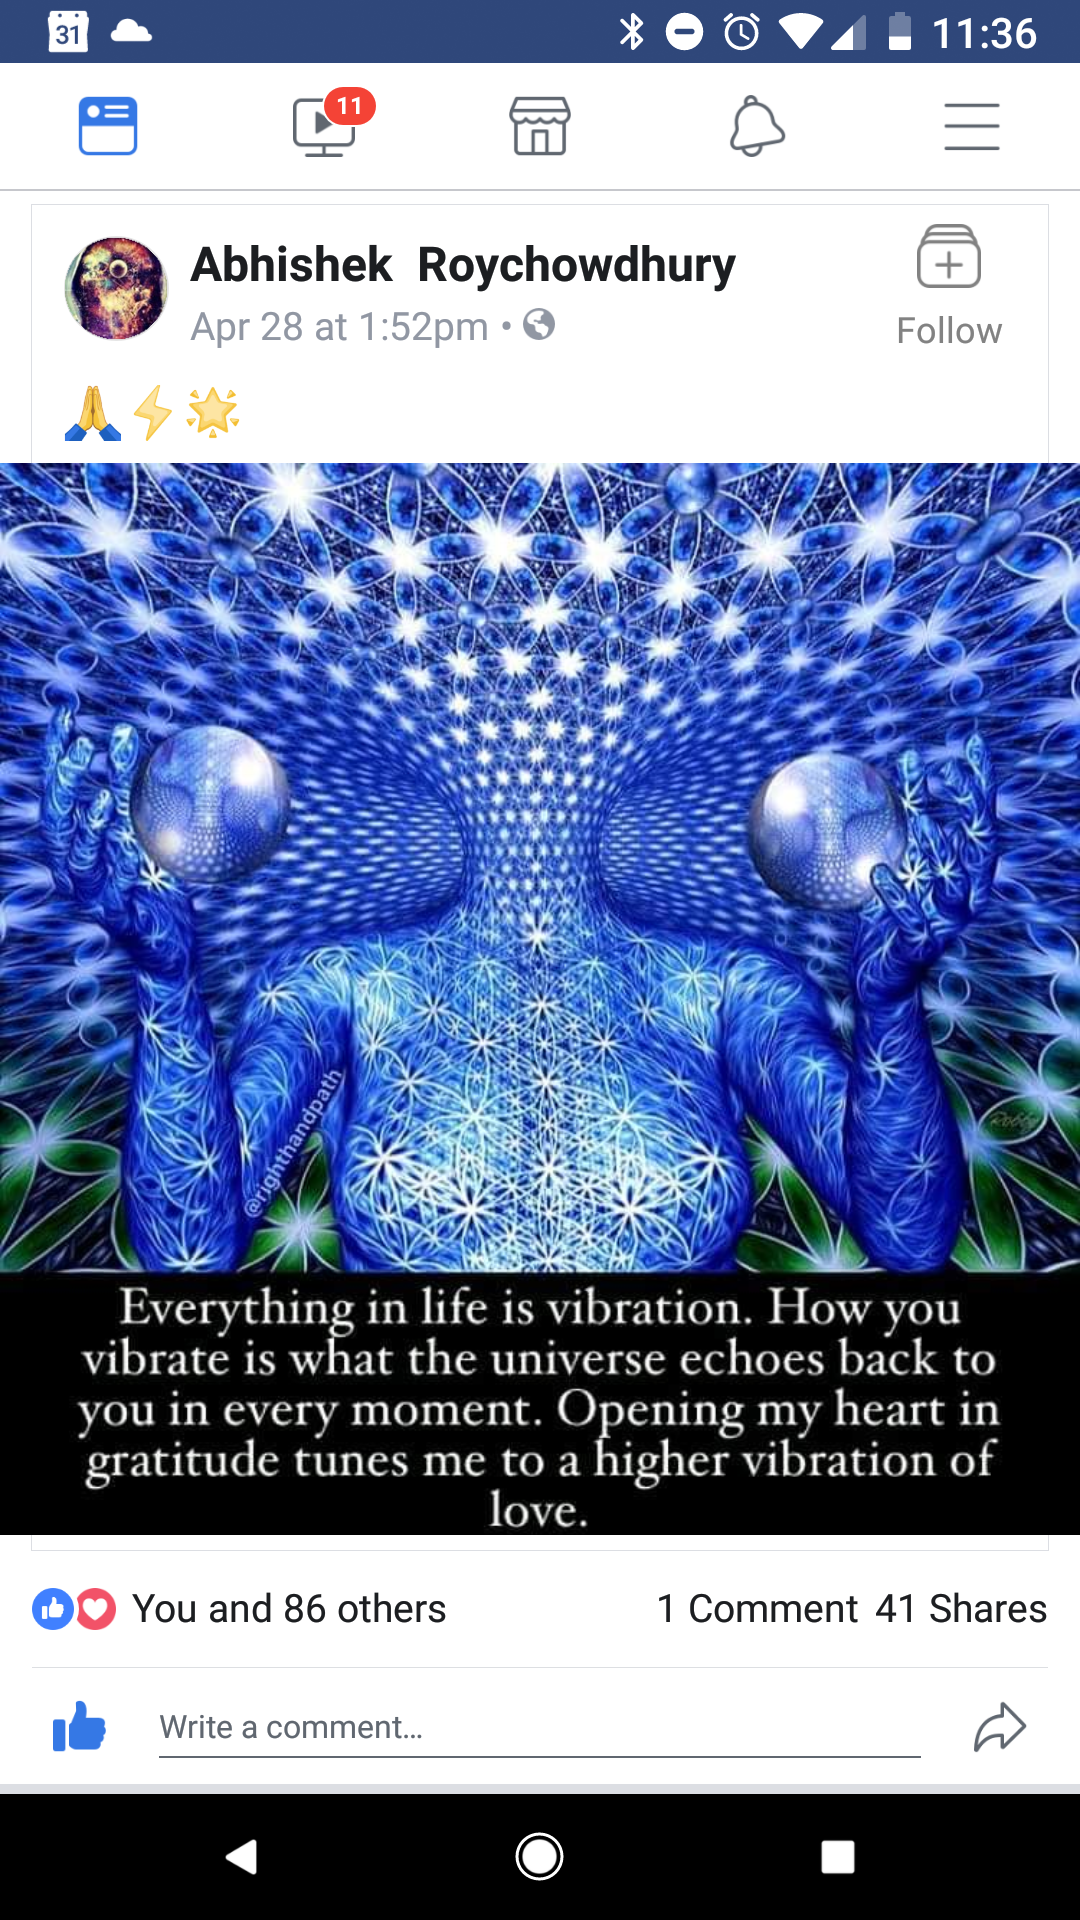 31
11:36
11
Abhishek Roychowdhury
Apr 28 at 1:52pm •
Follow
@righthandpath
Everything in life is vibration. How you
vibrate is what the universe echoes back to
you in every moment. Opening my heart in
gratitude tunes me to a higher vibration of
love.
You and 86 others
1 Comment 41 Shares
Write a comment...